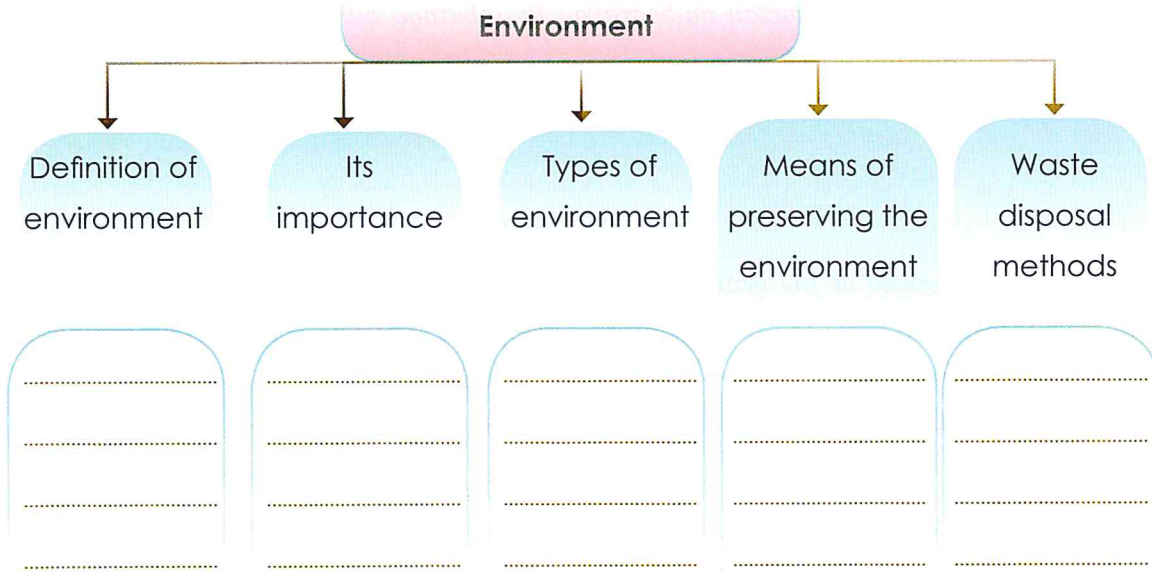 Environment
Definition of
environment
Its
importance
Types of
environment
Means of
preserving the
environment
Waste
disposal
methods